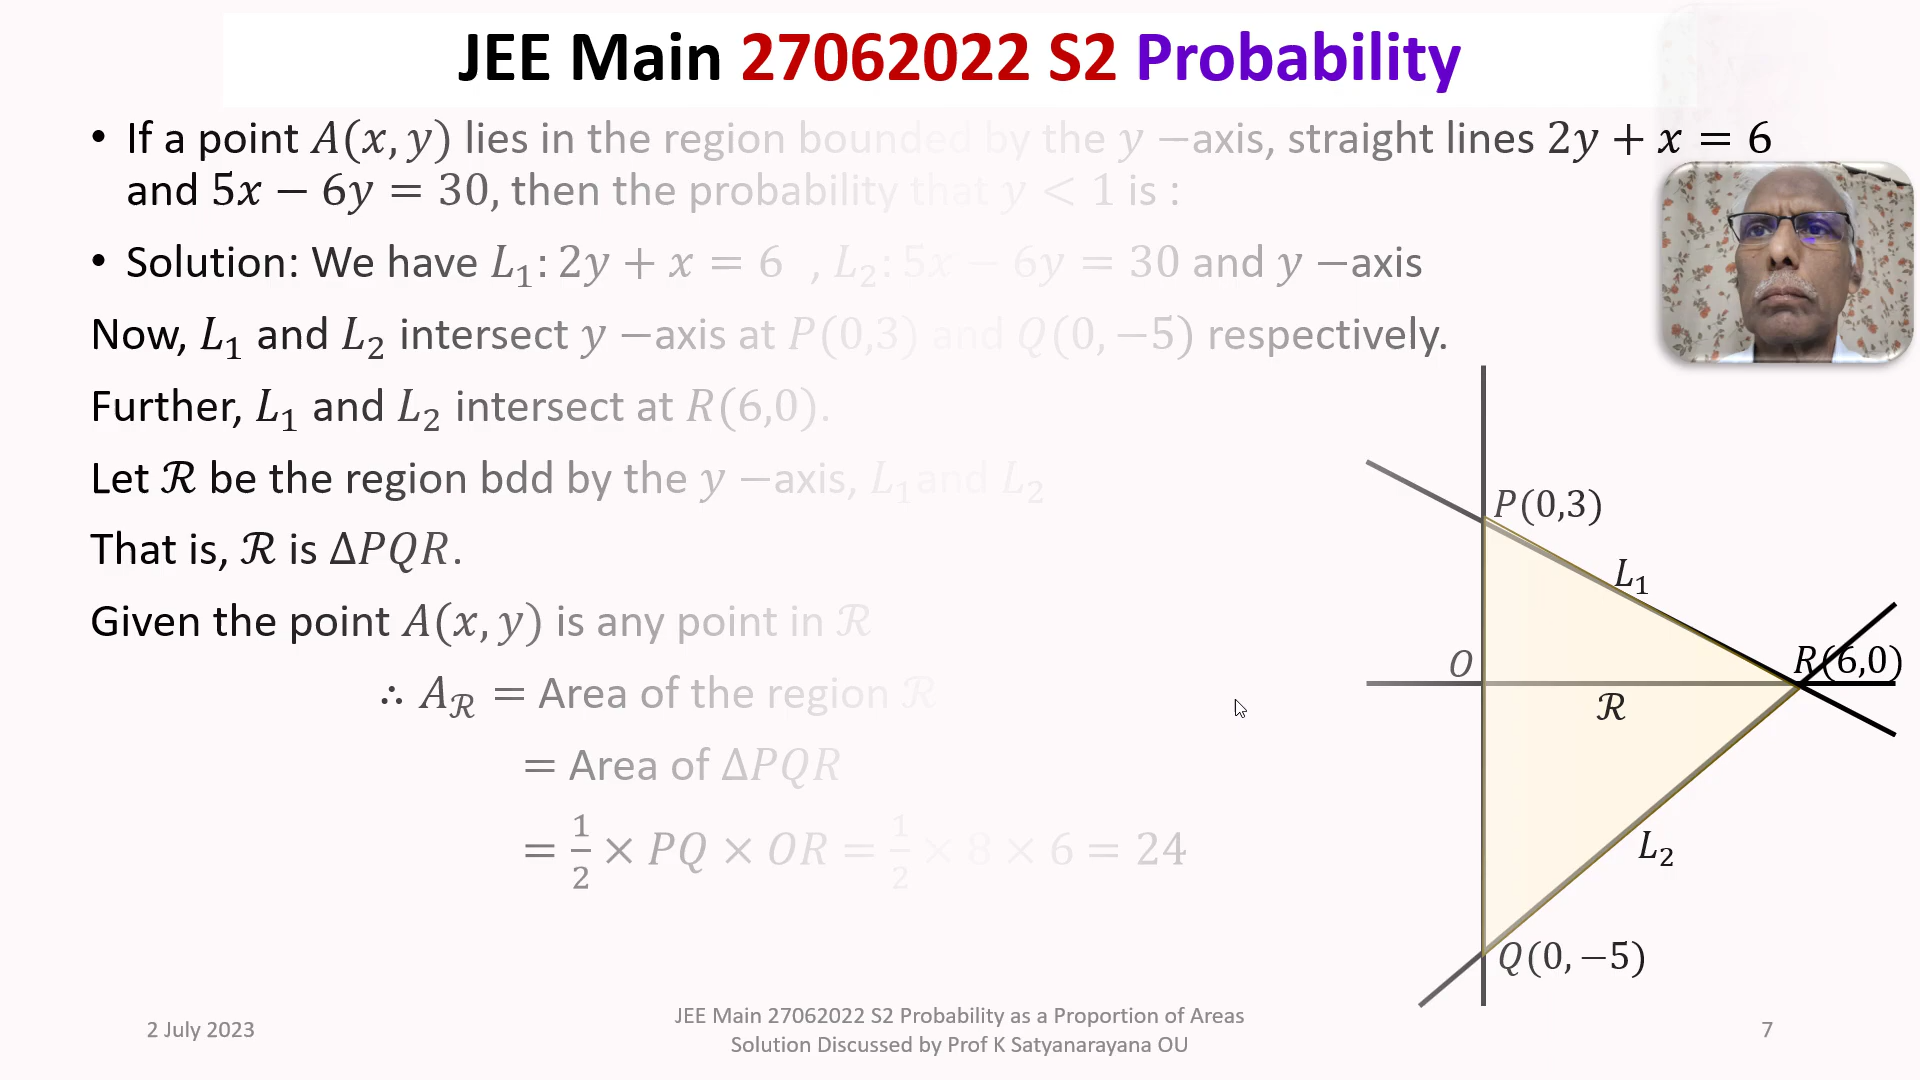 JEE Main 27062022 S2 Probability
• If a point A(x, y) lies in the region bounded by the y −axis, straight lines 2y + x = 6
and 5x − 6y = 30, then the probability that y < 1 is :
• Solution: We have L₁: 2y + x = 6 , L₂: 5x − 6y = 30 and y −axis
Now, L₁ and L₂ intersect y −axis at P(0,3) and Q(0, −5) respectively.
Further, L₁ and L₂ intersect at R(6,0).
Let ℛ be the region bdd by the y −axis, L₁and L₂
That is, ℛ is ΔPQR.
Given the point A(x, y) is any point in ℛ
∴ A_ℛ = Area of the region ℛ
= Area of ΔPQR
= 1/2 × PQ × OR = 1/2 × 8 × 6 = 24
P(0,3)
L₁
O
R(6,0)
ℛ
L₂
Q(0, −5)
2 July 2023
JEE Main 27062022 S2 Probability as a Proportion of Areas
Solution Discussed by Prof K Satyanarayana OU
7